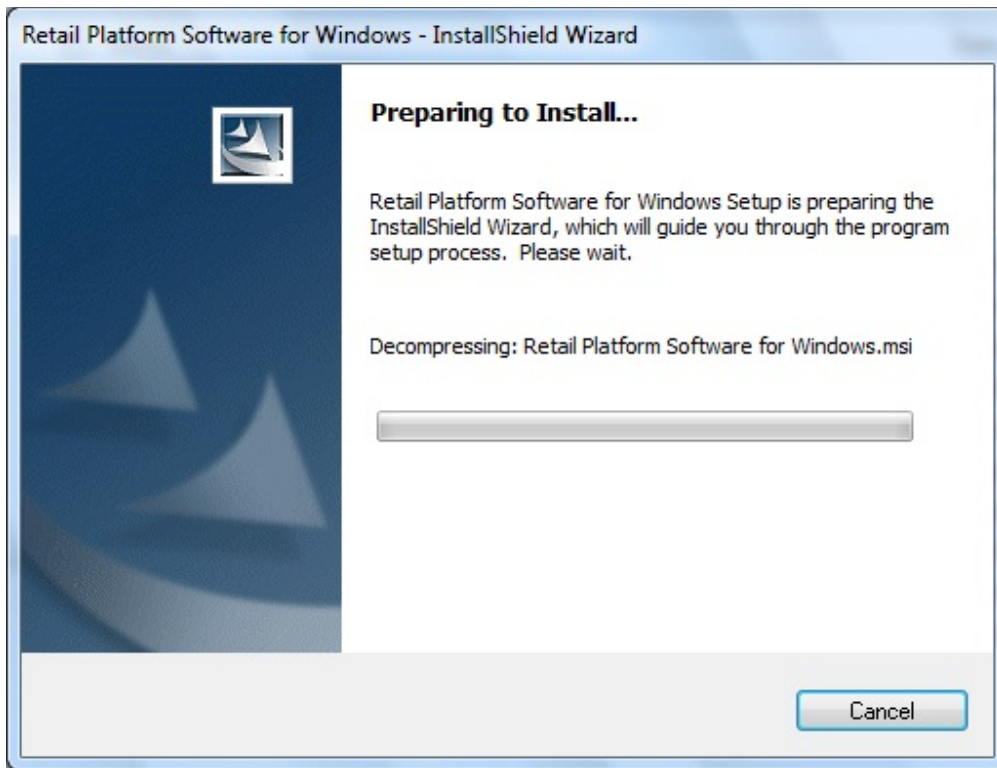 Retail Platform Software for Windows - InstallShield Wizard
Preparing to Install...
Retail Platform Software for Windows Setup is preparing the
InstallShield Wizard, which will guide you through the program
setup process.  Please wait.
Decompressing: Retail Platform Software for Windows.msi
Cancel